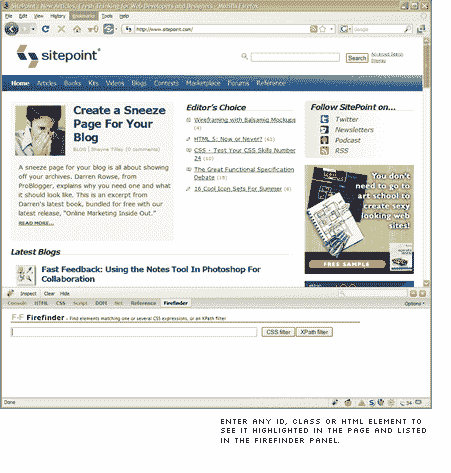 SitePoint : New Articles, Fresh Thinking for Web Developers and Designers - Mozilla Firefox
File Edit View History Bookmarks Tools Help
http://www.sitepoint.com/
Google
sitepoint
Search
Advanced Search
Home Articles Books Kits Videos Blogs Contests Marketplace Forums Reference
Create a Sneeze
Page For Your
Blog
BLOG | Shayne Tilley (0 comments)
A sneeze page for your blog is all about showing
off your archives. Darren Rowse, from
ProBlogger, explains why you need one and what
it should look like. This is an excerpt from
Darren's latest book, bundled for free with our
latest release, "Online Marketing Inside Out."
READ MORE...
Editor's Choice
Wireframing with Balsamiq Mockups
(4)
HTML 5: Now or Never?
CSS - Test Your CSS Skills Number
24
The Great Functional Specification
Debate
16 Cool Icon Sets For Summer
Follow SitePoint on...
Twitter
Newsletters
Podcast
RSS
You don't
need to go to
art school to
create sexy
looking web
sites!
FREE SAMPLE
Latest Blogs
Fast Feedback: Using the Notes Tool In Photoshop For
Collaboration
Inspect Clear Hide
Console HTML CSS Script DOM Net Reference Firefinder Options
F-F Firefinder - Find elements matching one or several CSS expressions, or an XPath filter
CSS filter XPath filter
Done
ENTER ANY ID, CLASS OR HTML ELEMENT TO
SEE IT HIGHLIGHTED IN THE PAGE AND LISTED
IN THE FIREFINDER PANEL.